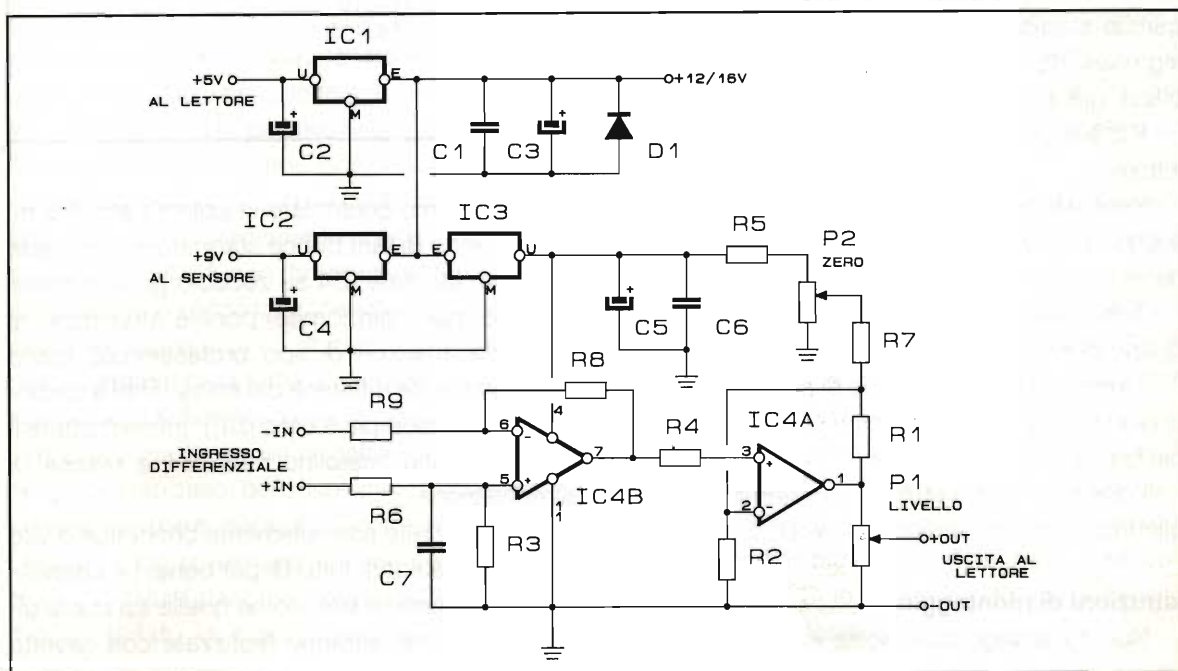 IC1
+5V
U
E
+12/16V
AL LETTORE
M
+
+
C2
C1
C3
D1
IC2
IC3
R5
P2
ZERO
+9V
U
E
E
U
AL SENSORE
M
M
+
+
C4
C5
C6
R7
R8
R9
-IN
6
-
4
7
R4
IC4A
3
+
R1
INGRESSO
DIFFERENZIALE
+IN
5
+
1
IC4B
1
P1
LIVELLO
2
-
R6
R3
R2
+OUT
USCITA AL
LETTORE
C7
-OUT